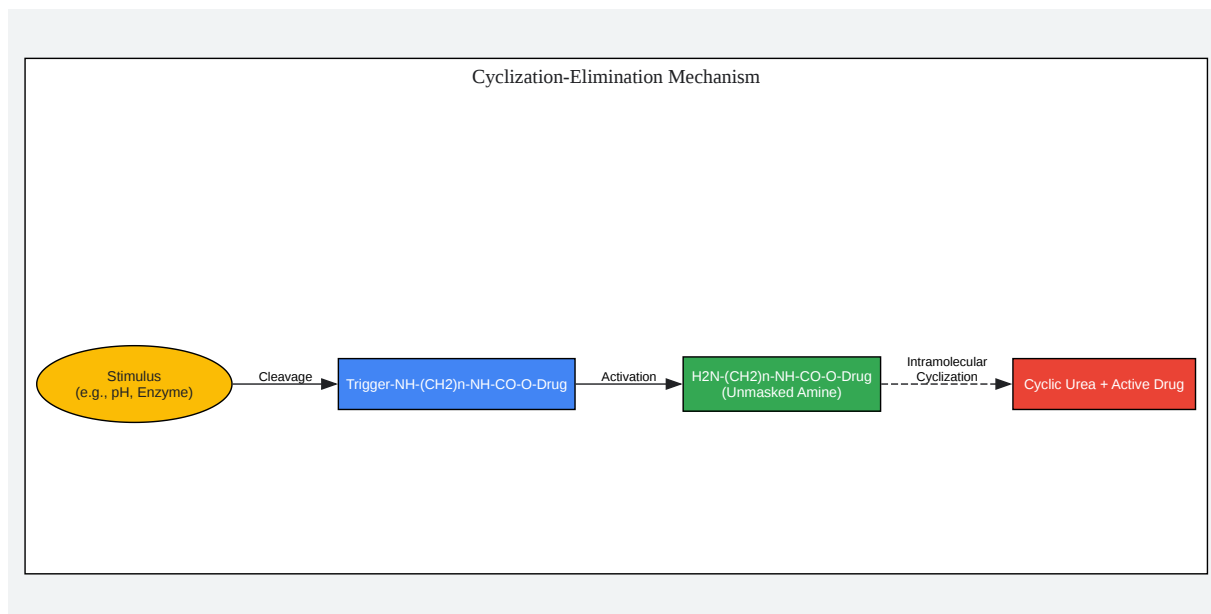 Cyclization-Elimination Mechanism
Stimulus
(e.g., pH, Enzyme)
Cleavage
Trigger-NH-(CH2)n-NH-CO-O-Drug
Activation
H2N-(CH2)n-NH-CO-O-Drug
(Unmasked Amine)
Intramolecular
Cyclization
Cyclic Urea + Active Drug